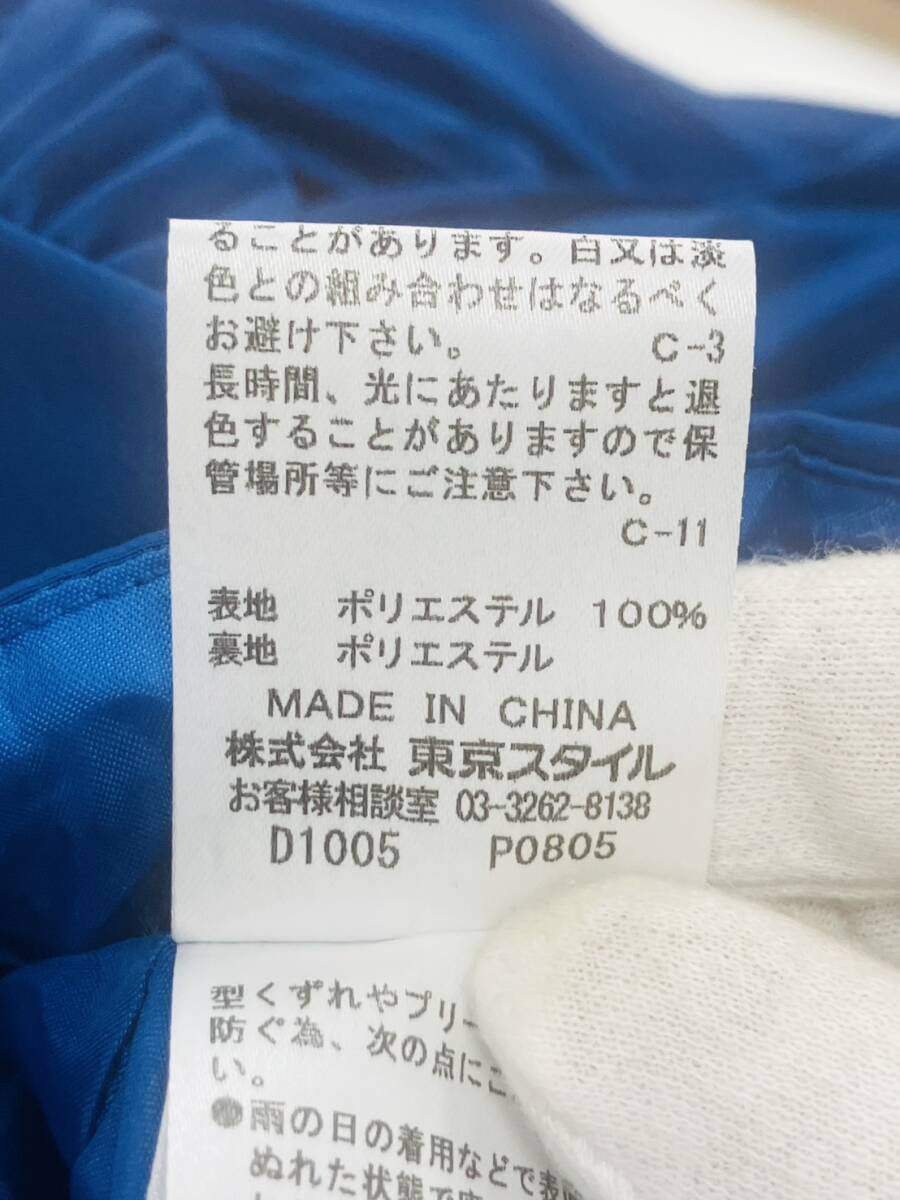 ることがあります。白又は淡
色との組み合わせはなるべく
お避け下さい。 C-3
長時間、光にあたりますと退
色することがありますので保
管場所等にご注意下さい。
C-11
表地 ポリエステル 100%
裏地 ポリエステル
MADE IN CHINA
株式会社 東京スタイル
お客様相談室 03-3262-8138
D1005 P0805
型くずれやプリー
防ぐ為、次の点にご
い。
●雨の日の着用などで表
ぬれた状態で